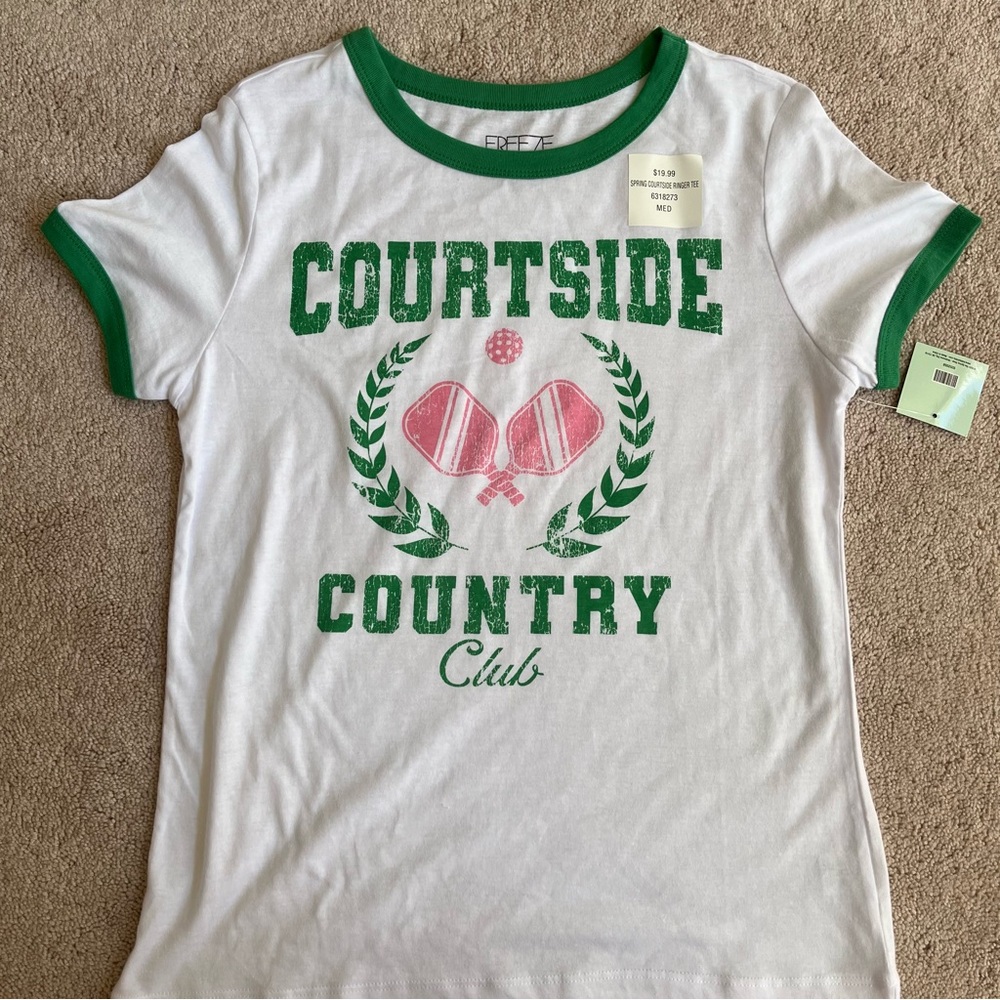 FREEZE
$19.99
SPRING COURTSIDE RINGER TEE
6318273
MED
COURTSIDE
COUNTRY
Club